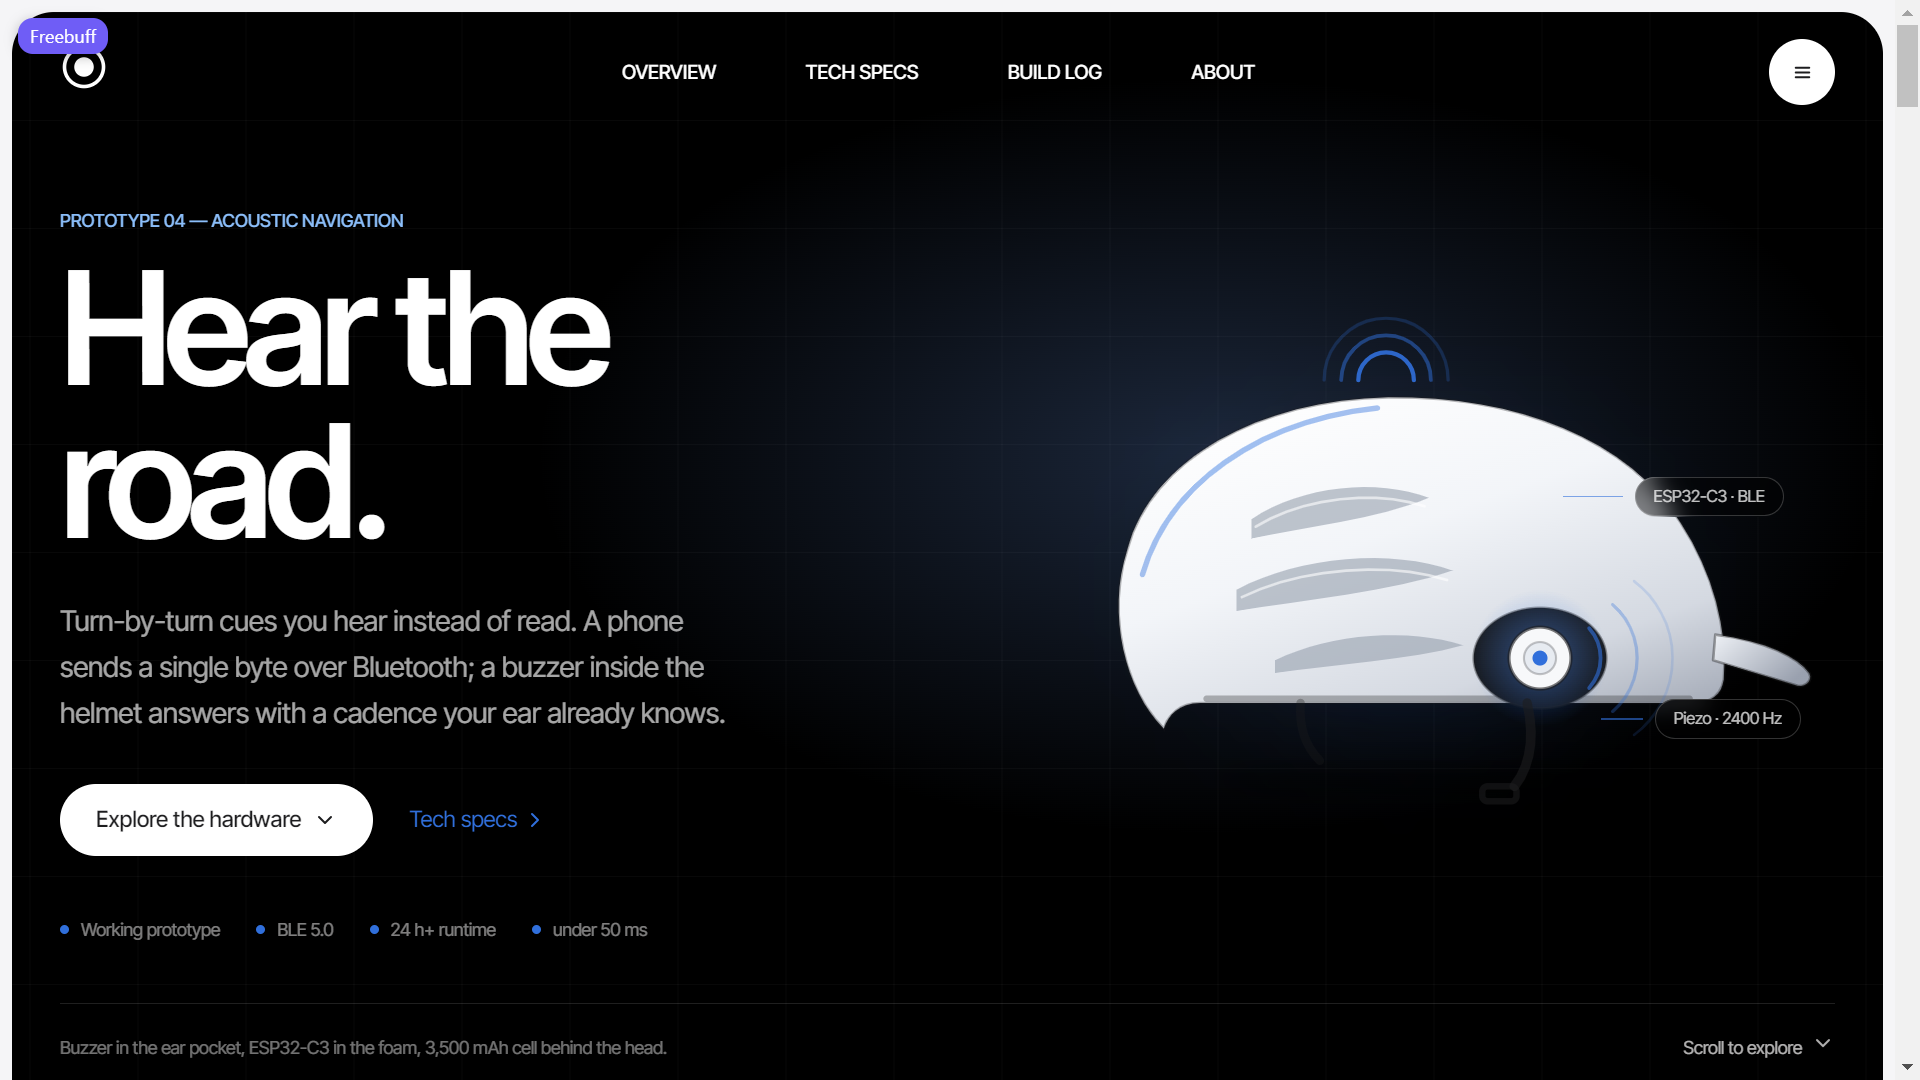 Freebuff
OVERVIEW
TECH SPECS
BUILD LOG
ABOUT
PROTOTYPE 04 — ACOUSTIC NAVIGATION
Hear the
road.
Turn-by-turn cues you hear instead of read. A phone
sends a single byte over Bluetooth; a buzzer inside the
helmet answers with a cadence your ear already knows.
Explore the hardware
Tech specs
Working prototype
BLE 5.0
24 h+ runtime
under 50 ms
ESP32-C3 · BLE
Piezo · 2400 Hz
Buzzer in the ear pocket, ESP32-C3 in the foam, 3,500 mAh cell behind the head.
Scroll to explore